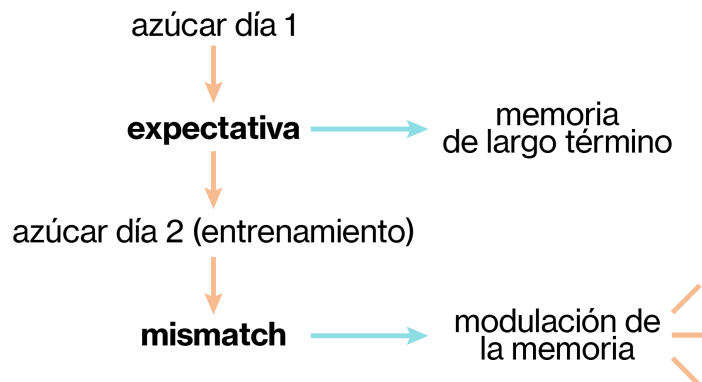 azúcar día 1
expectativa
memoria
de largo término
azúcar día 2 (entrenamiento)
mismatch
modulación de
la memoria